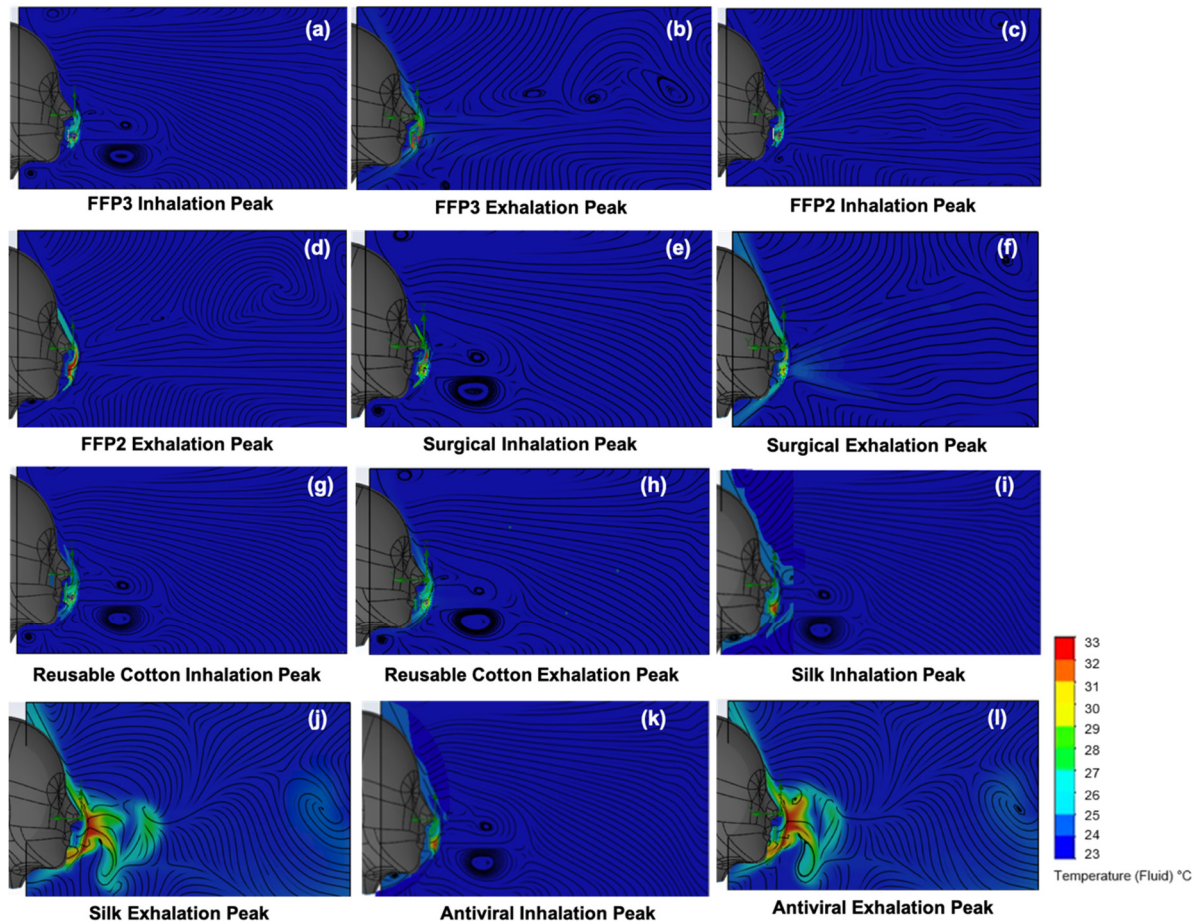 (a)
(b)
(c)
FFP3 Inhalation Peak
FFP3 Exhalation Peak
FFP2 Inhalation Peak
(d)
(e)
(f)
FFP2 Exhalation Peak
Surgical Inhalation Peak
Surgical Exhalation Peak
(g)
(h)
(i)
Reusable Cotton Inhalation Peak
Reusable Cotton Exhalation Peak
Silk Inhalation Peak
33
32
31
30
29
28
27
26
25
24
23
Temperature (Fluid) °C
(j)
(k)
(l)
Silk Exhalation Peak
Antiviral Inhalation Peak
Antiviral Exhalation Peak